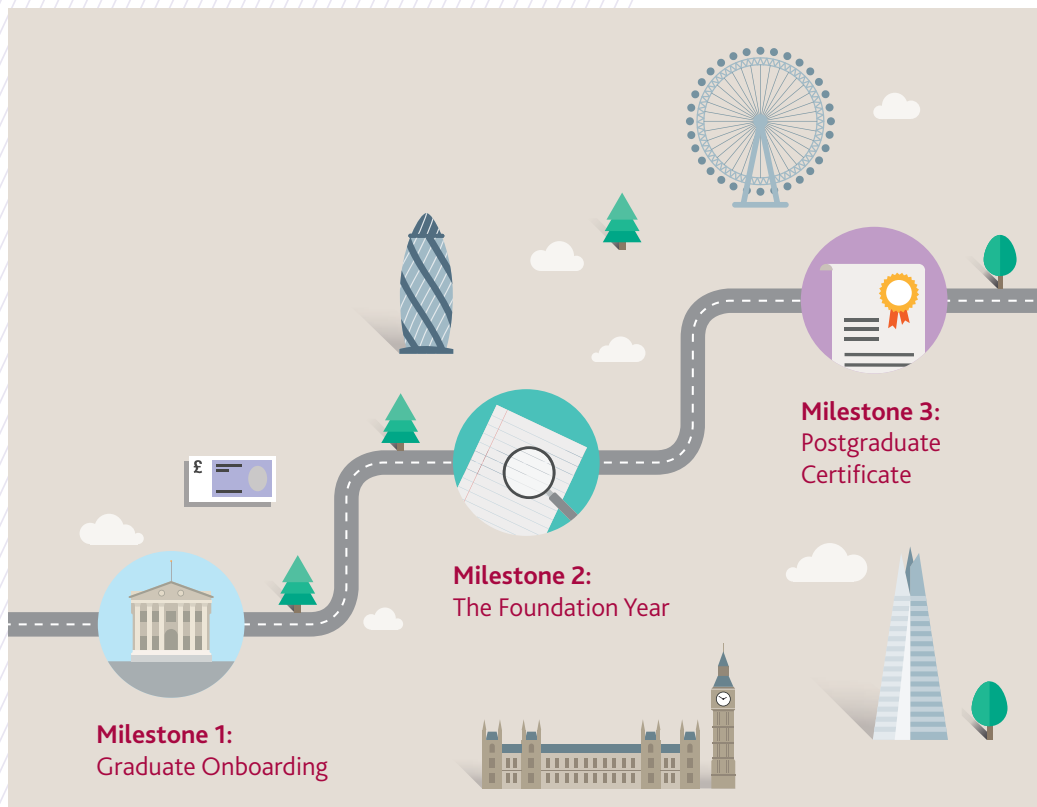 £
Milestone 3:
Postgraduate
Certificate
Milestone 2:
The Foundation Year
Milestone 1:
Graduate Onboarding